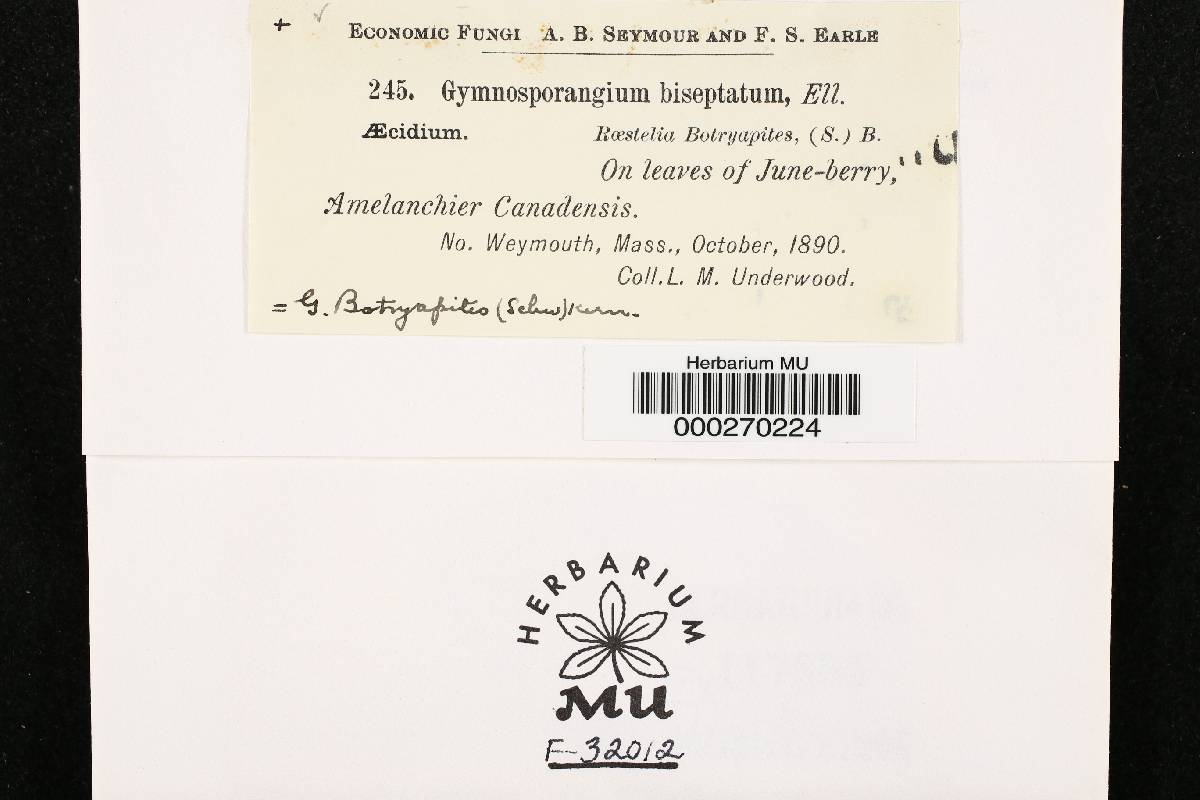 + ✓
ECONOMIC FUNGI A. B. SEYMOUR AND F. S. EARLE
245. Gymnosporangium biseptatum, Ell.
Æcidium. Rœstelia Botryapites, (S.) B.
On leaves of June-berry,
Amelanchier Canadensis.
No. Weymouth, Mass., October, 1890.
Coll. L. M. Underwood.
= G. Botryapites (Schw) Kern.
Herbarium MU
000270224
HERBARIUM
MU
F-32012